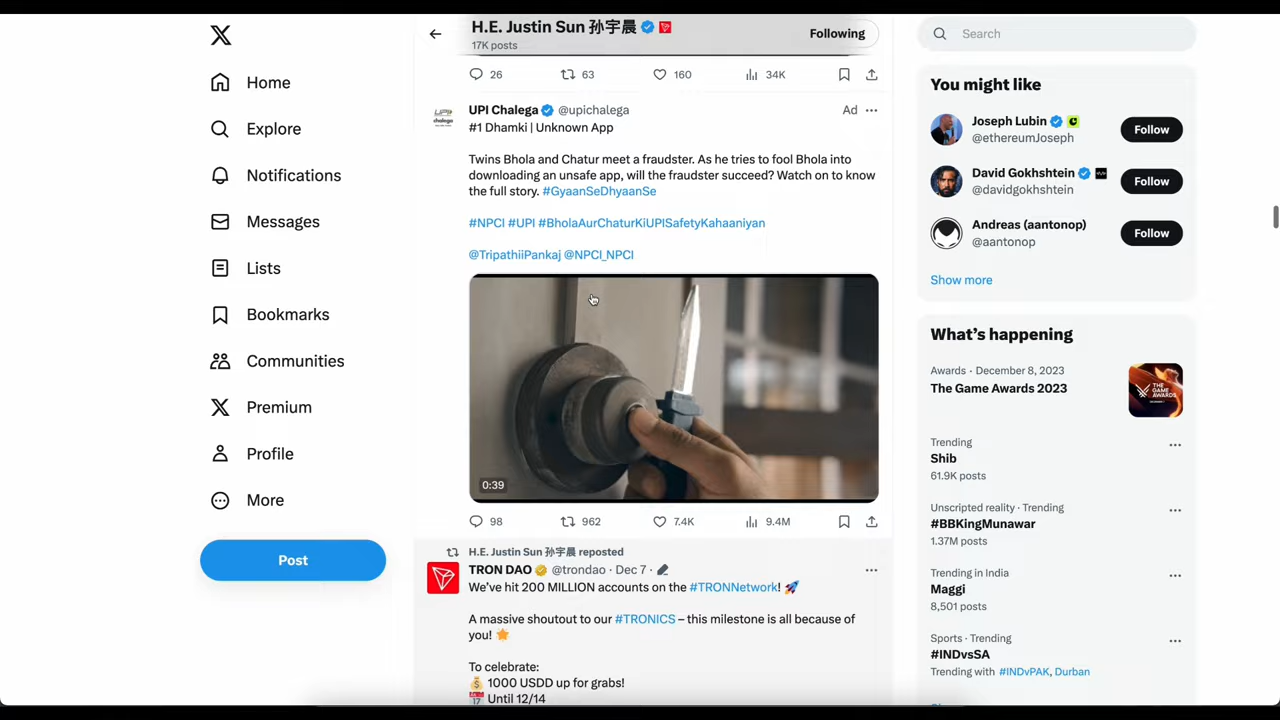 H.E. Justin Sun 孙宇晨
17K posts
Following
Search
Home
Explore
Notifications
Messages
Lists
Bookmarks
Communities
Premium
Profile
More
Post
26 63 160 34K
UPI Chalega @upichalega Ad
#1 Dhamki | Unknown App
Twins Bhola and Chatur meet a fraudster. As he tries to fool Bhola into
downloading an unsafe app, will the fraudster succeed? Watch on to know
the full story. #GyaanSeDhyaanSe
#NPCI #UPI #BholaAurChaturKiUPISafetyKahaaniyan
@TripathiiPankaj @NPCI_NPCI
0:39
98 962 7.4K 9.4M
H.E. Justin Sun 孙宇晨 reposted
TRON DAO @trondao · Dec 7 ·
We've hit 200 MILLION accounts on the #TRONNetwork! 🚀
A massive shoutout to our #TRONICS – this milestone is all because of
you! 🌟
To celebrate:
💰 1000 USDD up for grabs!
📅 Until 12/14
You might like
Joseph Lubin
@ethereumJoseph
Follow
David Gokhshtein
@davidgokhshtein
Follow
Andreas (aantonop)
@aantonop
Follow
Show more
What's happening
Awards · December 8, 2023
The Game Awards 2023
THE GAME AWARDS
Trending
Shib
61.9K posts
Unscripted reality · Trending
#BBKingMunawar
1.37M posts
Trending in India
Maggi
8,501 posts
Sports · Trending
#INDvsSA
Trending with #INDvPAK, Durban